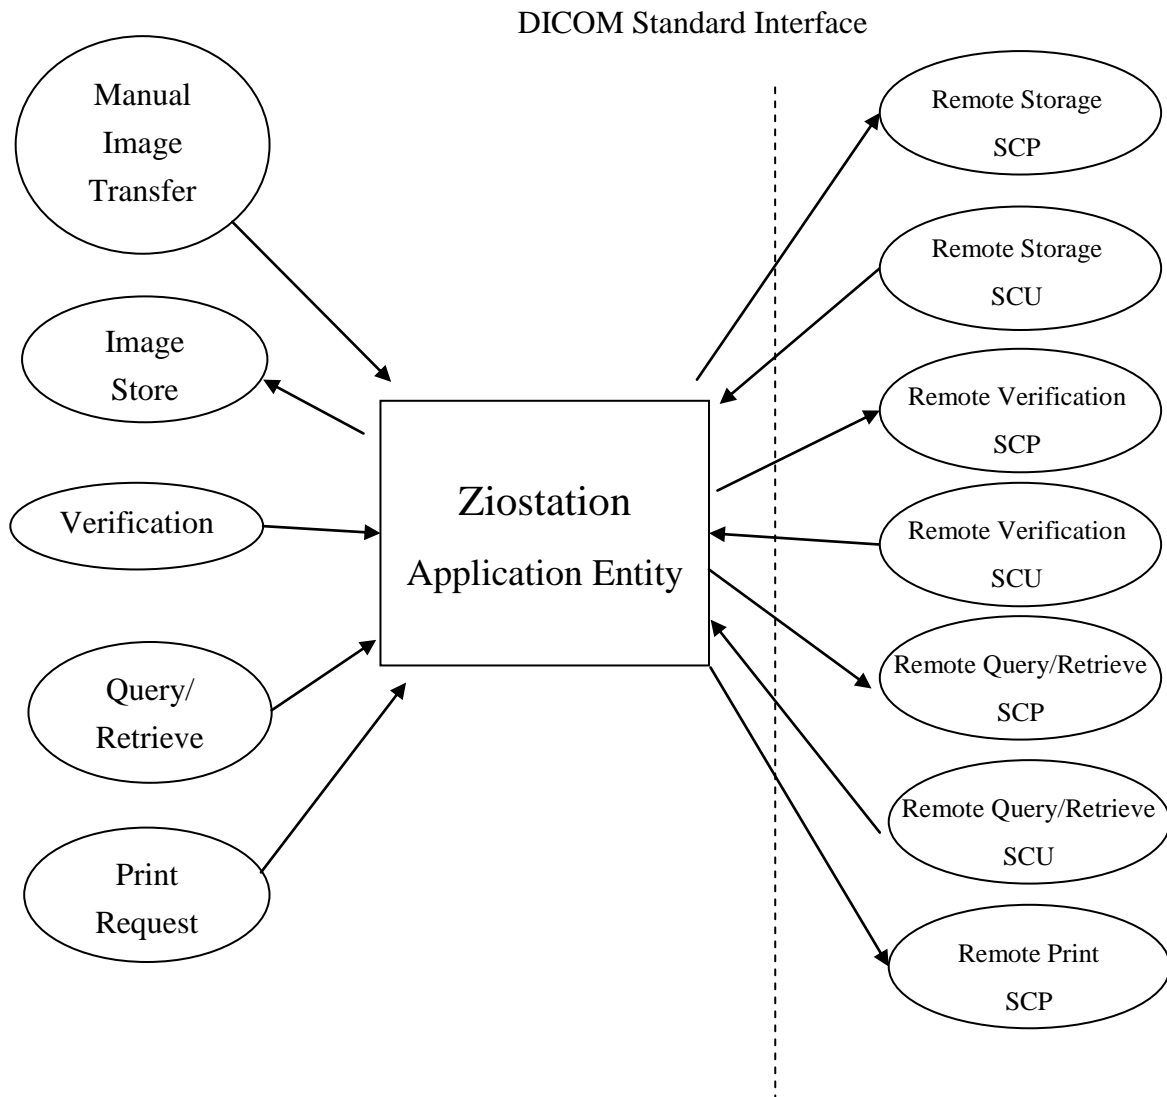 DICOM Standard Interface
Manual
Image
Transfer
Image
Store
Verification
Query/
Retrieve
Print
Request
Ziostation
Application Entity
Remote Storage
SCP
Remote Storage
SCU
Remote Verification
SCP
Remote Verification
SCU
Remote Query/Retrieve
SCP
Remote Query/Retrieve
SCU
Remote Print
SCP